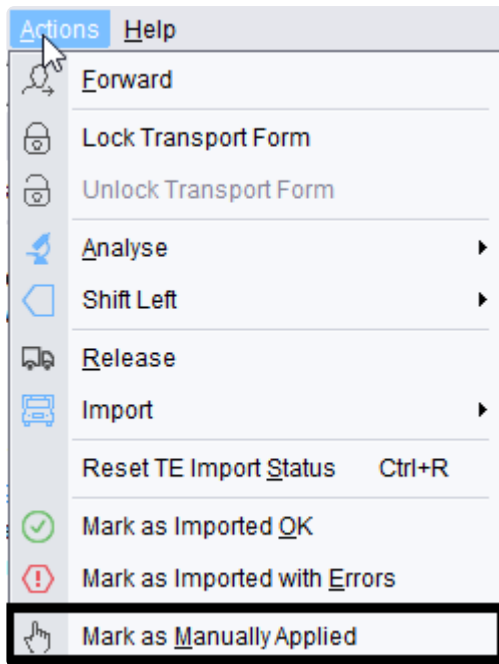 Actions Help
Forward
Lock Transport Form
Unlock Transport Form
Analyse
Shift Left
Release
Import
Reset TE Import Status Ctrl+R
Mark as Imported OK
Mark as Imported with Errors
Mark as Manually Applied